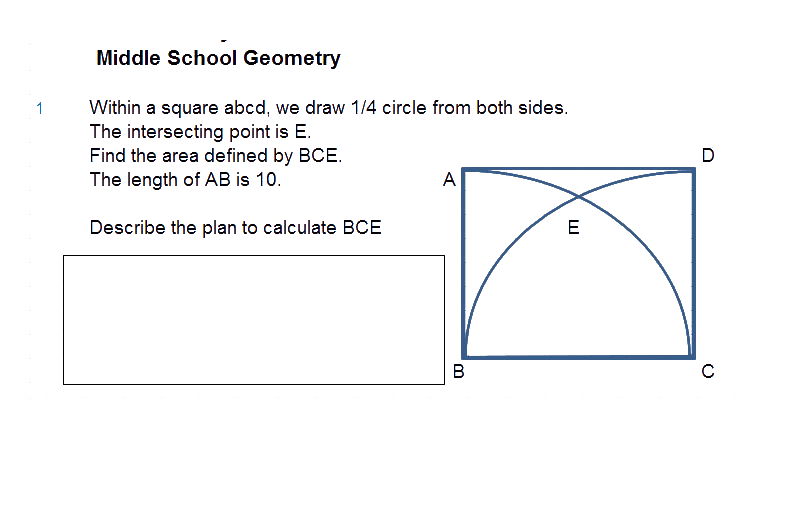 Middle School Geometry
1 Within a square abcd, we draw 1/4 circle from both sides.
The intersecting point is E.
Find the area defined by BCE.
The length of AB is 10.
Describe the plan to calculate BCE
A
D
E
B
C